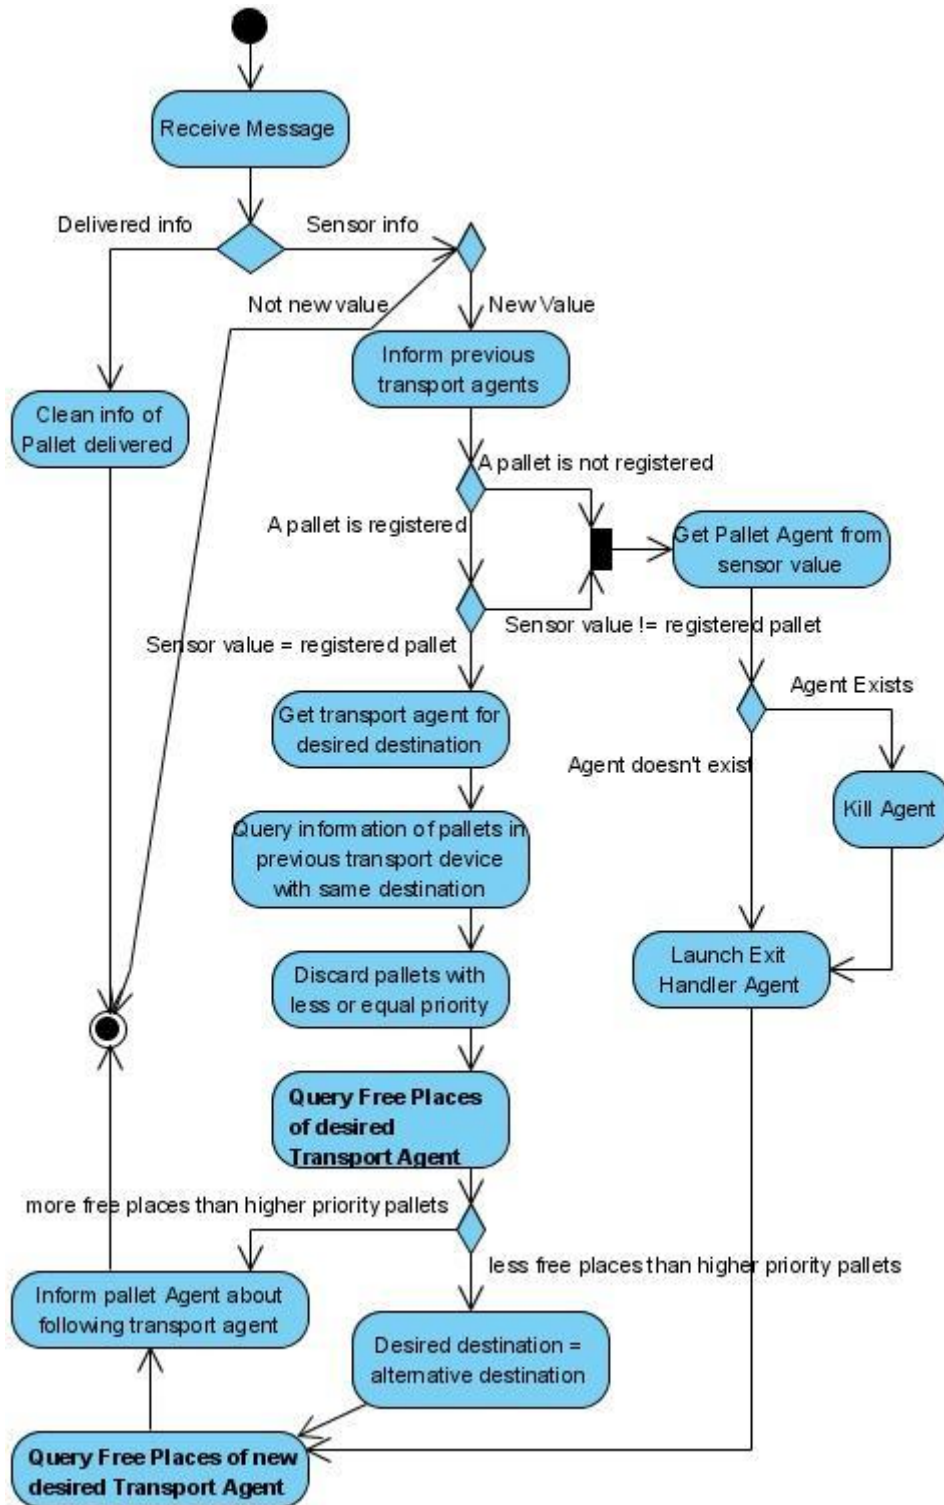 Receive Message
Delivered info
Sensor info
Not new value
New Value
Inform previous
transport agents
Clean info of
Pallet delivered
A pallet is not registered
A pallet is registered
Get Pallet Agent from
sensor value
Sensor value != registered pallet
Sensor value = registered pallet
Agent Exists
Get transport agent for
desired destination
Agent doesn't exist
Kill Agent
Query information of pallets in
previous transport device
with same destination
Launch Exit
Handler Agent
Discard pallets with
less or equal priority
Query Free Places
of desired
Transport Agent
more free places than higher priority pallets
less free places than higher priority pallets
Inform pallet Agent about
following transport agent
Desired destination =
alternative destination
Query Free Places of new
desired Transport Agent